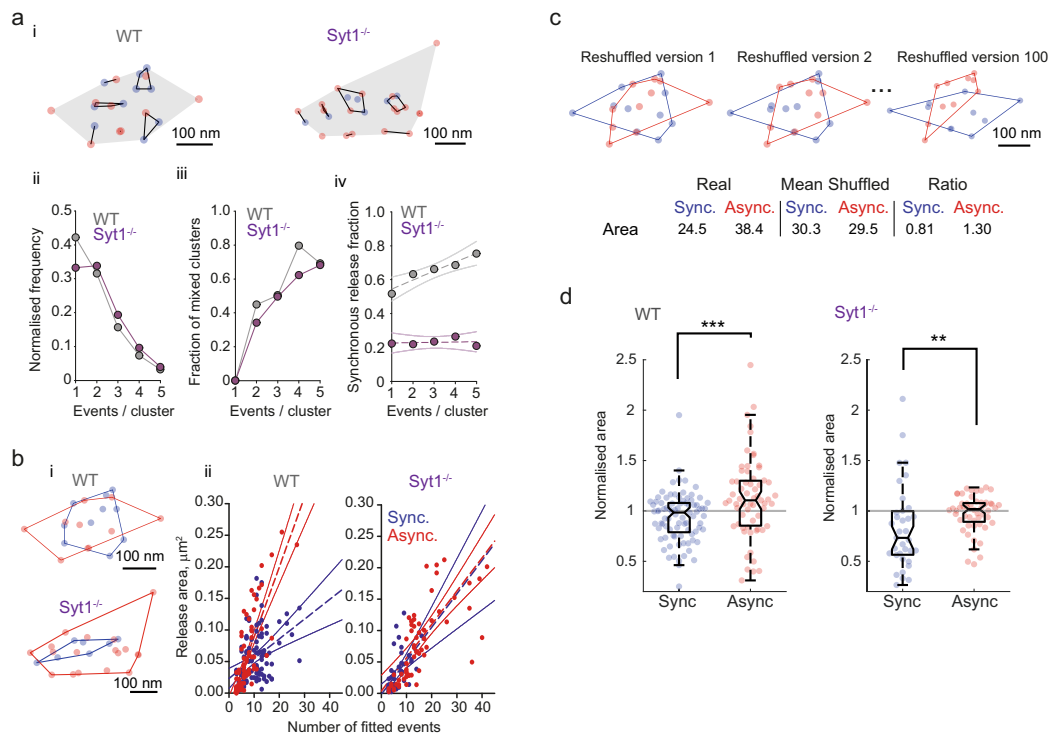 a
i
WT
Syt1-/-
100 nm
100 nm
ii
WT
Syt1-/-
Normalised frequency
0.5
0.4
0.3
0.2
0.1
0
1 2 3 4 5
Events / cluster
iii
WT
Syt1-/-
Fraction of mixed clusters
1.0
0.8
0.6
0.4
0.2
0
1 2 3 4 5
Events / cluster
iv
WT
Syt1-/-
Synchronous release fraction
1.0
0.8
0.6
0.4
0.2
0
1 2 3 4 5
Events / cluster
b
i
WT
100 nm
Syt1-/-
100 nm
ii
WT
Syt1-/-
Sync.
Async.
Release area, µm2
0.30
0.25
0.20
0.15
0.10
0.05
0.00
0 10 20 30 40
0.30
0.25
0.20
0.15
0.10
0.05
0.00
0 10 20 30 40
Number of fitted events
c
Reshuffled version 1 Reshuffled version 2 Reshuffled version 100
...
100 nm
Real Mean Shuffled Ratio
Sync. Async. Sync. Async. Sync. Async.
Area 24.5 38.4 30.3 29.5 0.81 1.30
d
WT
***
Normalised area
2.5
2
1.5
1
0.5
Sync Async
Syt1-/-
**
Normalised area
2.5
2
1.5
1
0.5
Sync Async